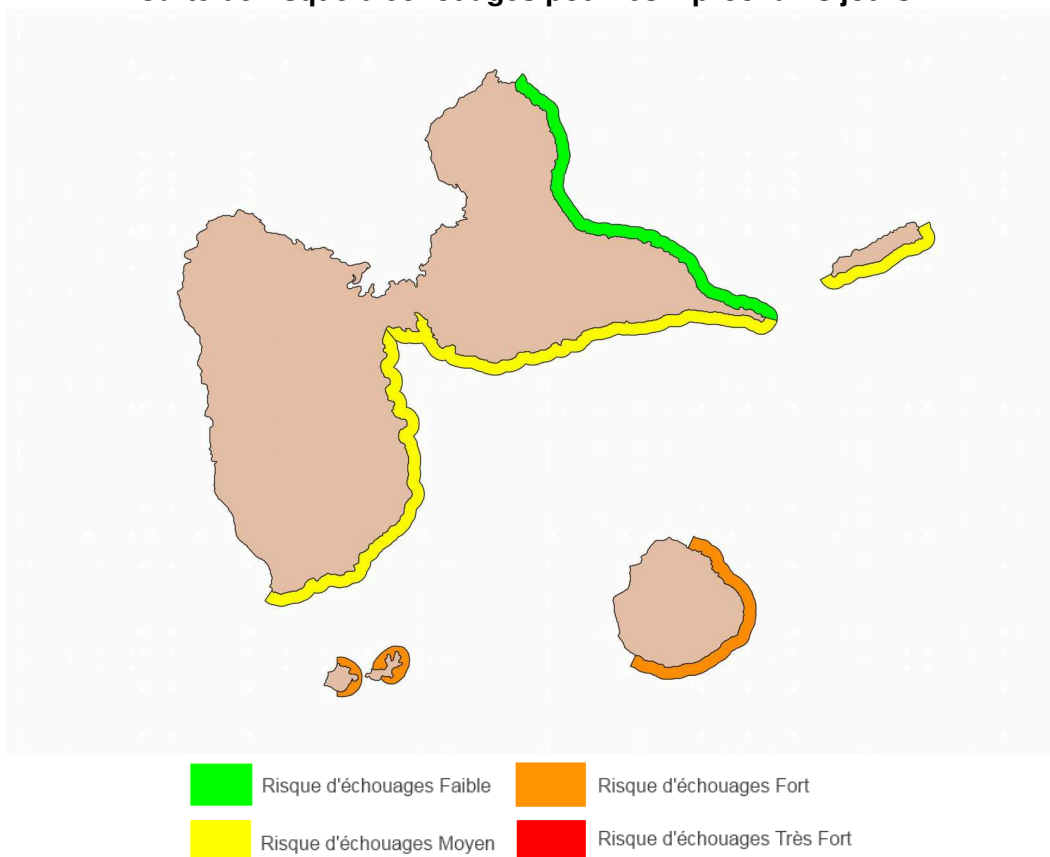 Risque d'échouages Faible
Risque d'échouages Fort
Risque d'échouages Moyen
Risque d'échouages Très Fort